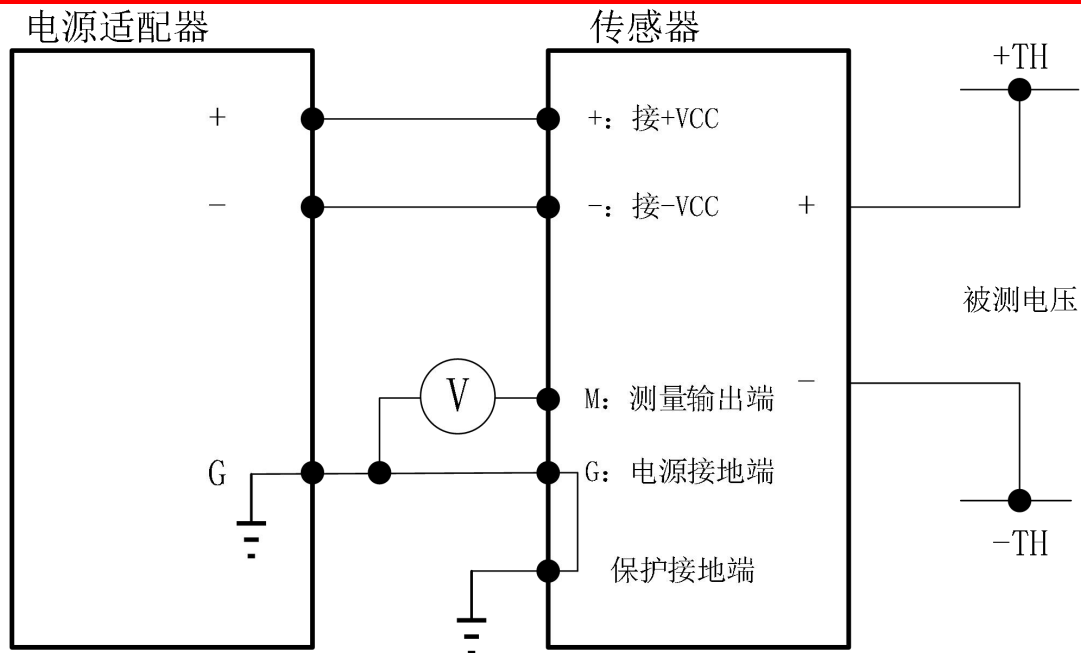 电源适配器
传感器
+TH
+
+: 接+VCC
−
-: 接-VCC
+
被测电压
V
M: 测量输出端
−
G
G: 电源接地端
-TH
保护接地端